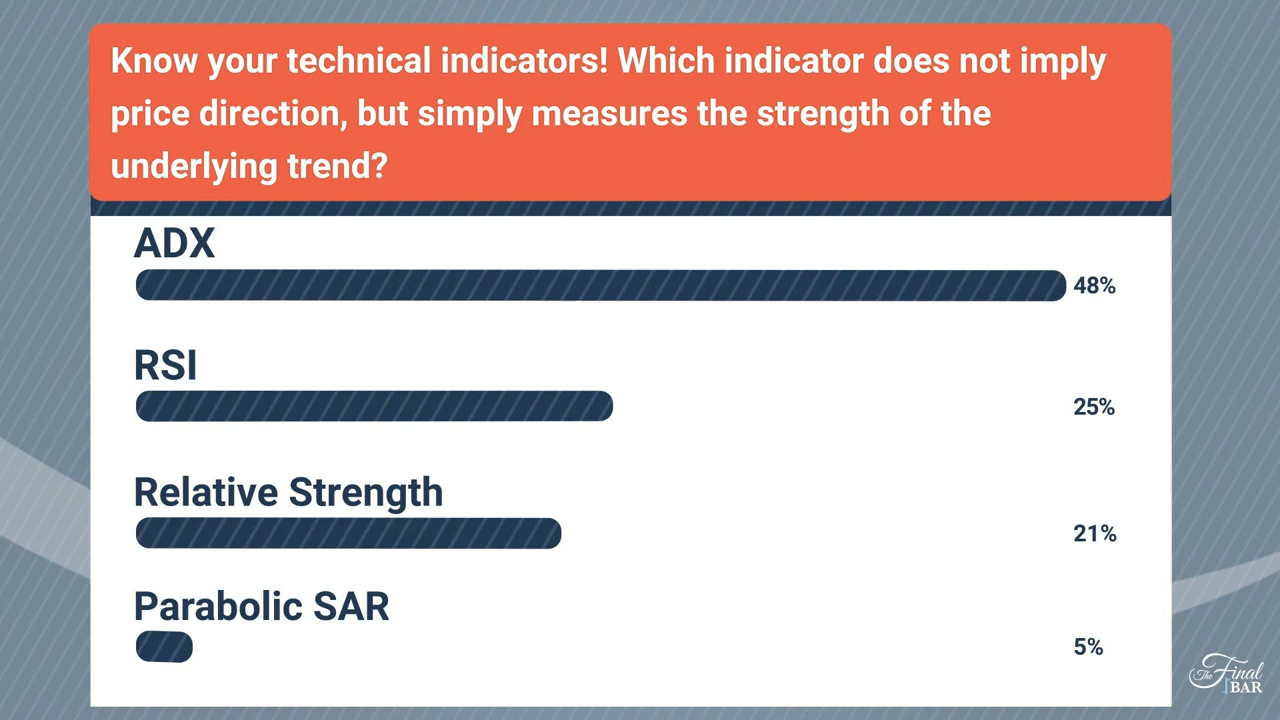 Know your technical indicators! Which indicator does not imply
price direction, but simply measures the strength of the
underlying trend?
ADX
48%
RSI
25%
Relative Strength
21%
Parabolic SAR
5%
The Final
BAR